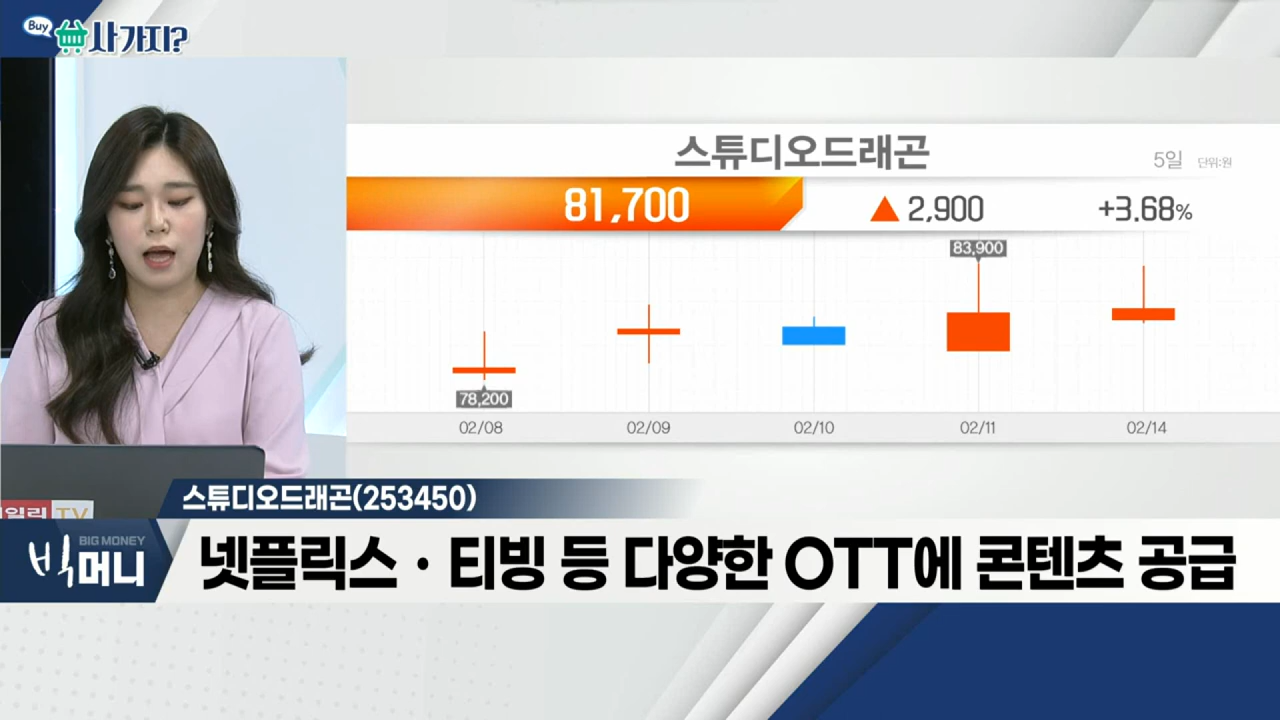 Buy
사 가지?
스튜디오드래곤
5일 단위:원
81,700
▲ 2,900
+3.68%
83,900
78,200
02/08
02/09
02/10
02/11
02/14
스튜디오드래곤(253450)
일리 TV
BIG MONEY
빅머니
넷플릭스 · 티빙 등 다양한 OTT에 콘텐츠 공급